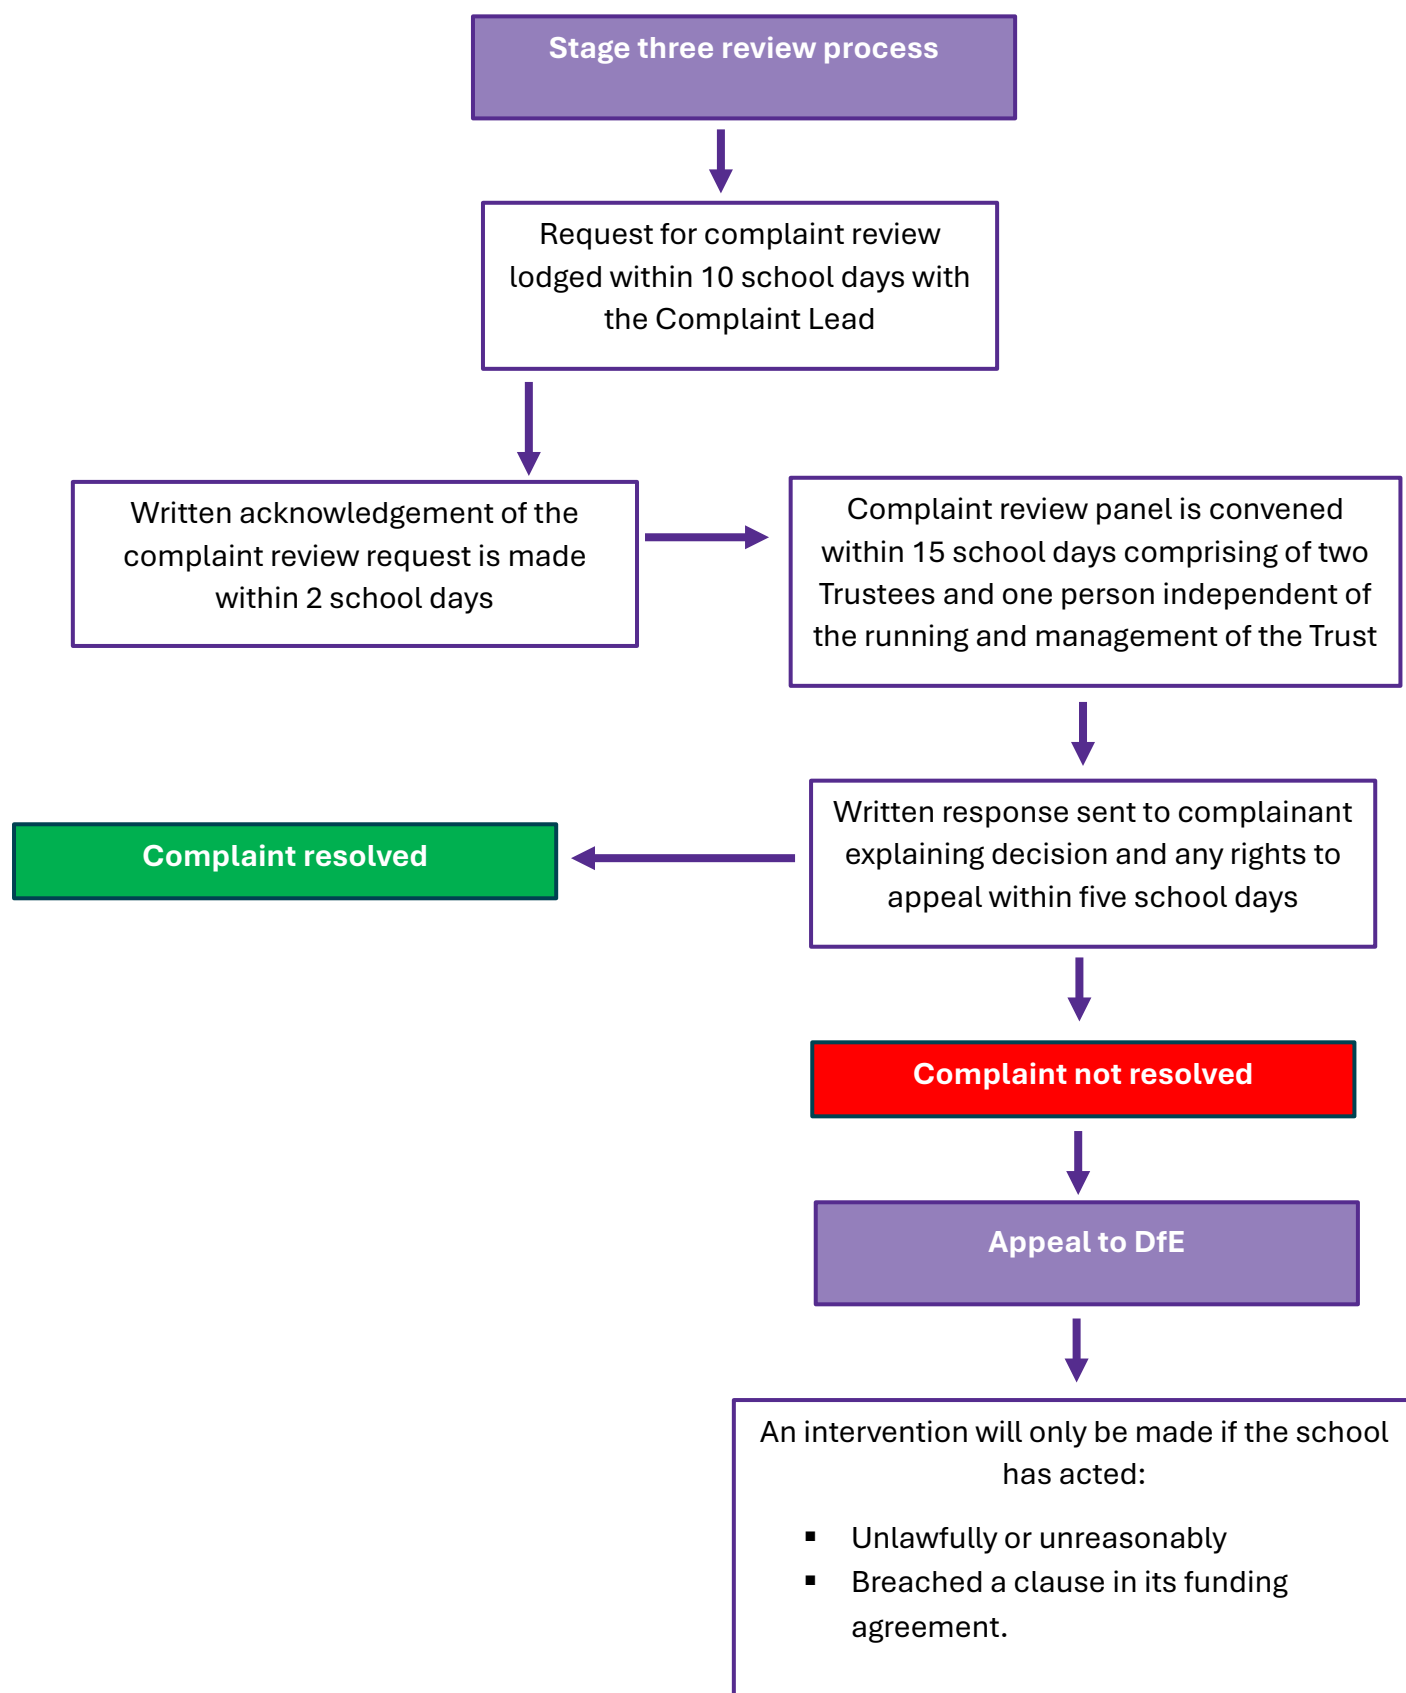 Stage three review process
Request for complaint review
lodged within 10 school days with
the Complaint Lead
Written acknowledgement of the
complaint review request is made
within 2 school days
Complaint review panel is convened
within 15 school days comprising of two
Trustees and one person independent of
the running and management of the Trust
Written response sent to complainant
explaining decision and any rights to
appeal within five school days
Complaint resolved
Complaint not resolved
Appeal to DfE
An intervention will only be made if the school
has acted:
▪ Unlawfully or unreasonably
▪ Breached a clause in its funding
agreement.